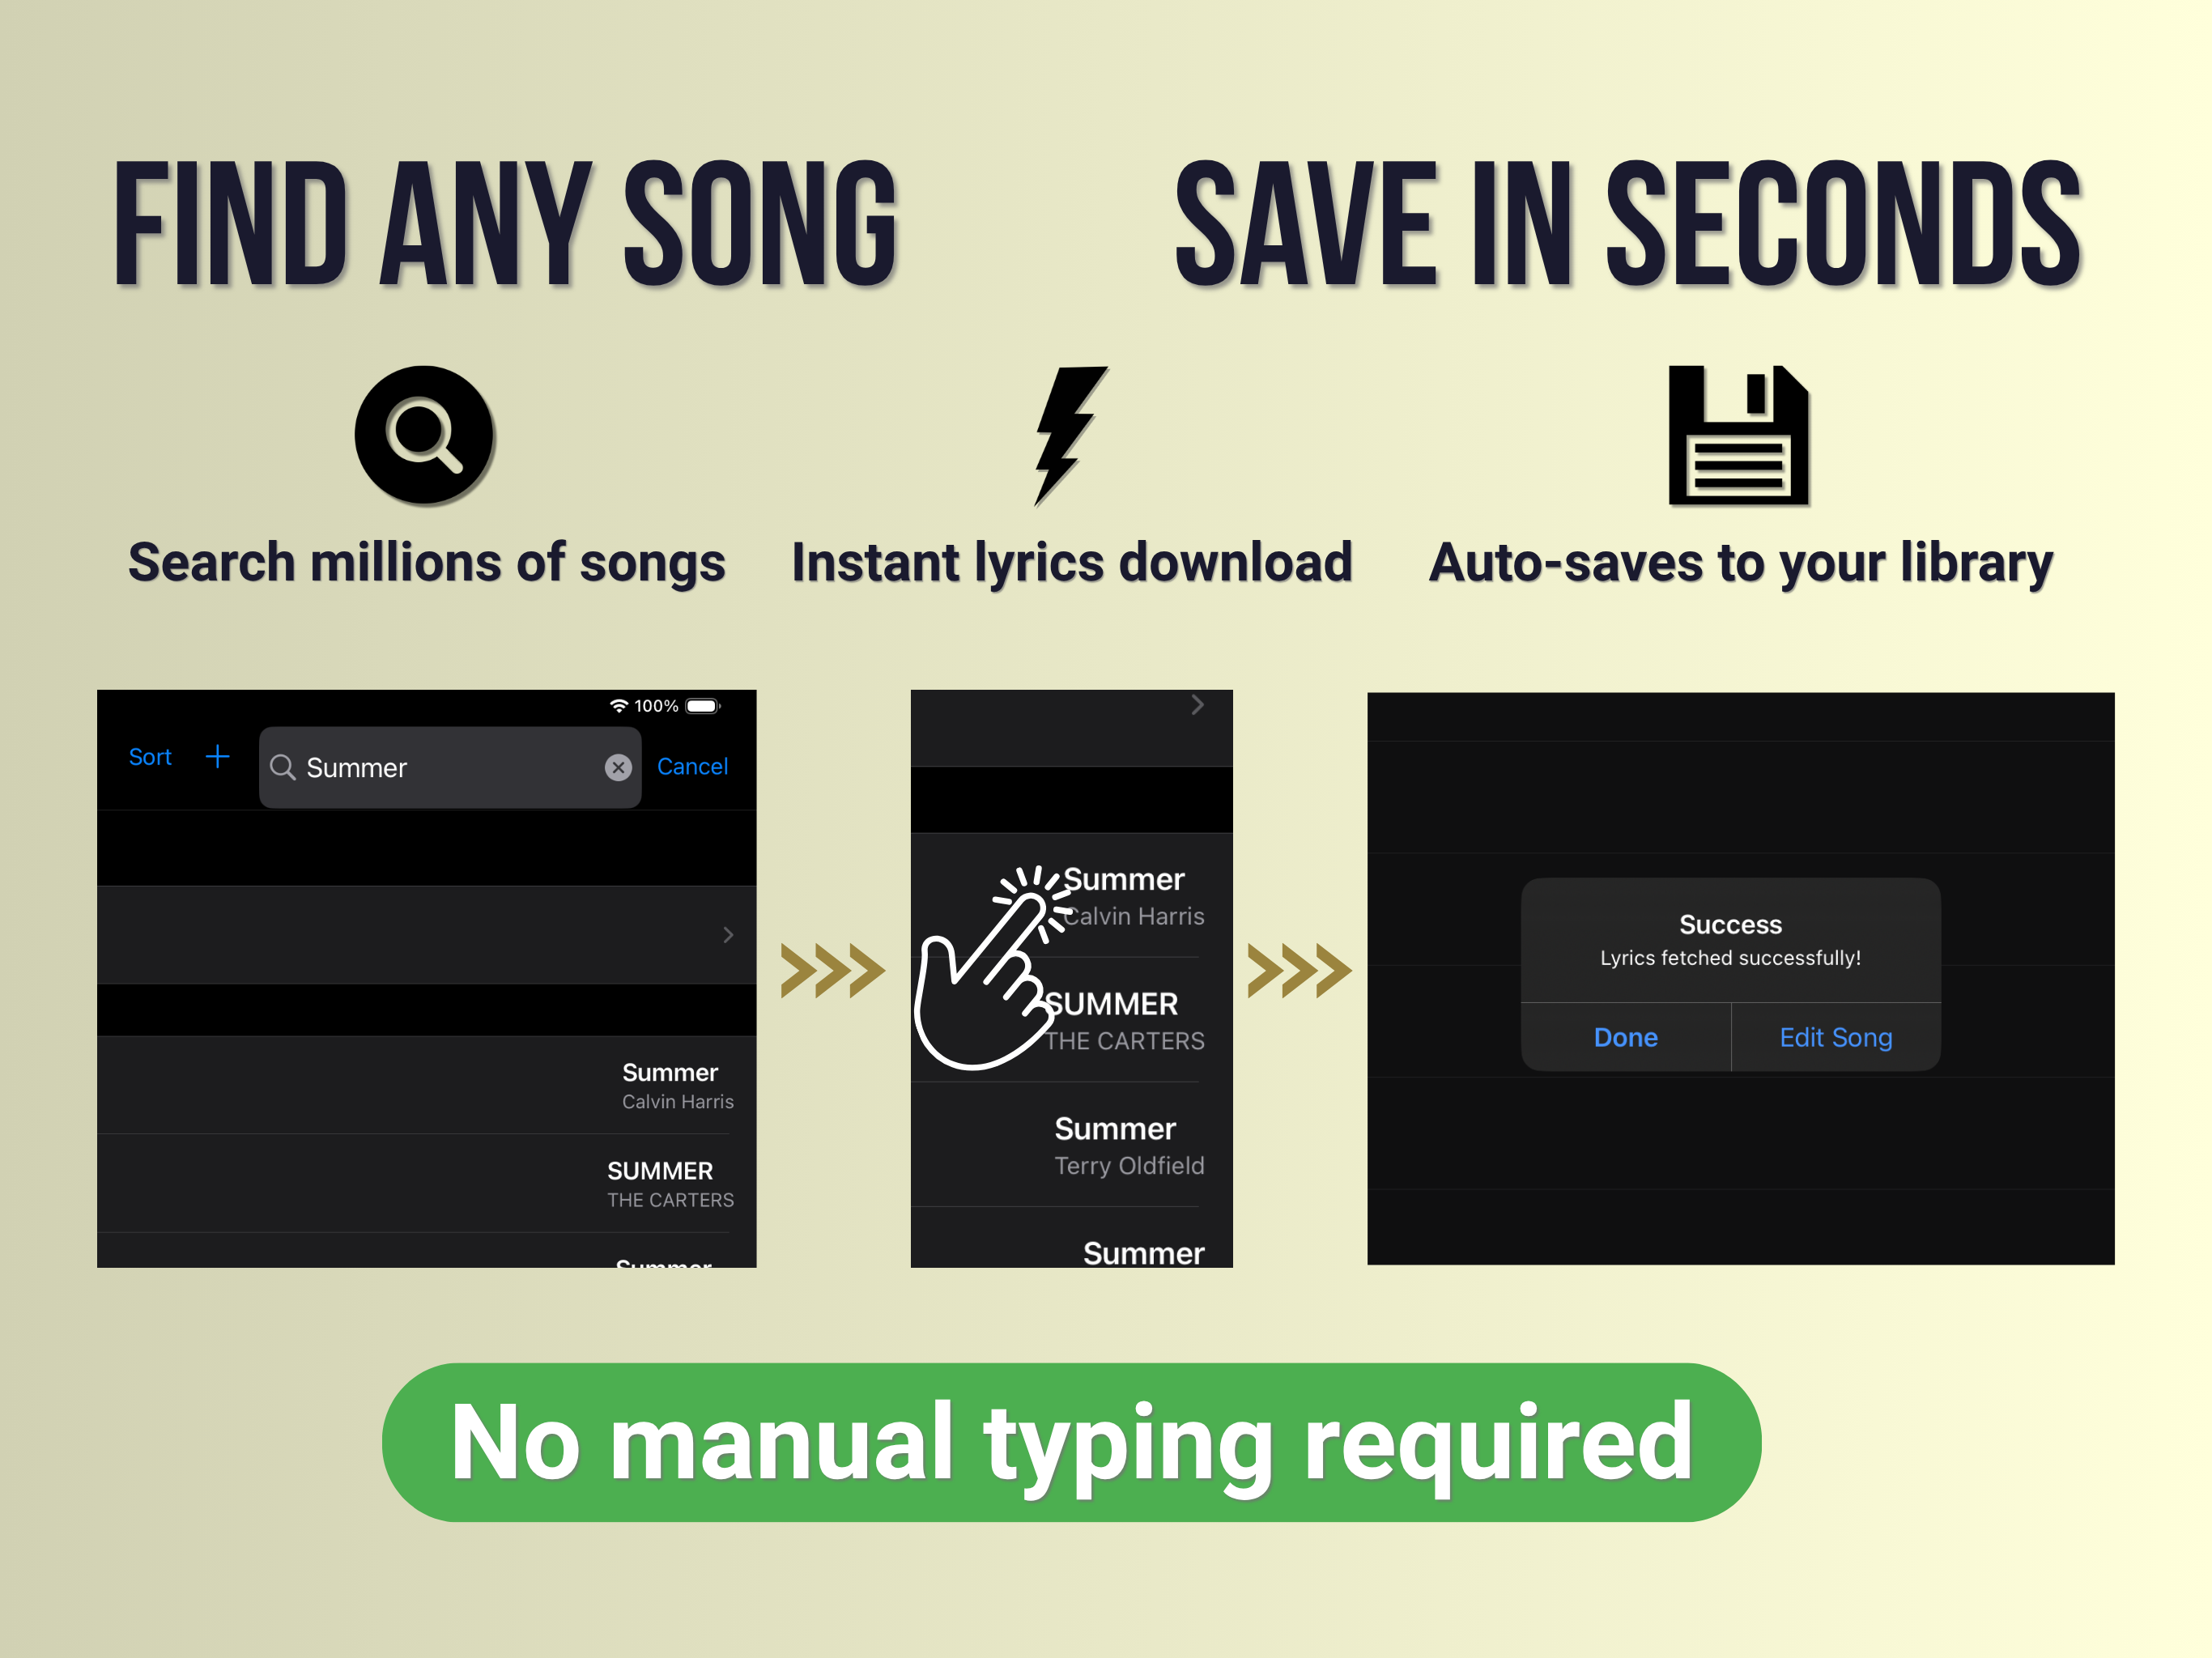 FIND ANY SONG
SAVE IN SECONDS
Search millions of songs
Instant lyrics download
Auto-saves to your library
100%
Sort
Summer
Cancel
Summer
Calvin Harris
SUMMER
THE CARTERS
Summer
Summer
Calvin Harris
SUMMER
THE CARTERS
Summer
Terry Oldfield
Summer
Success
Lyrics fetched successfully!
Done
Edit Song
No manual typing required